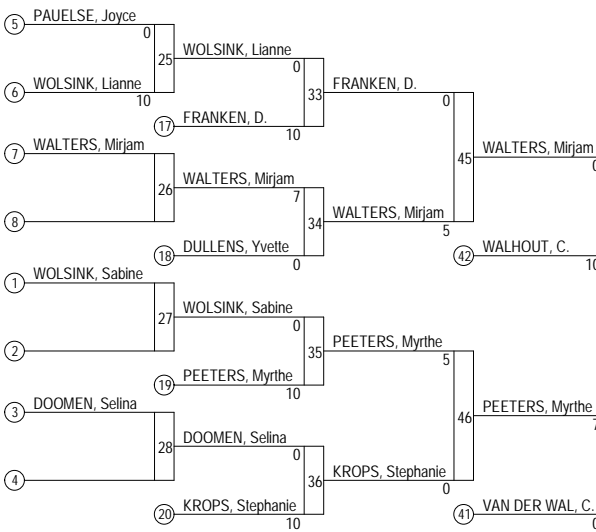 5 PAUELSE, Joyce
0
25 WOLSINK, Lianne
0
6 WOLSINK, Lianne
10
33 FRANKEN, D.
0
17 FRANKEN, D.
10
7 WALTERS, Mirjam
45 WALTERS, Mirjam
0
26 WALTERS, Mirjam
7
8
34 WALTERS, Mirjam
5
18 DULLENS, Yvette
0
42 WALHOUT, C.
10
1 WOLSINK, Sabine
27 WOLSINK, Sabine
0
2
35 PEETERS, Myrthe
5
19 PEETERS, Myrthe
10
3 DOOMEN, Selina
46 PEETERS, Myrthe
7
28 DOOMEN, Selina
0
4
36 KROPS, Stephanie
0
20 KROPS, Stephanie
10
41 VAN DER WAL, C.
0